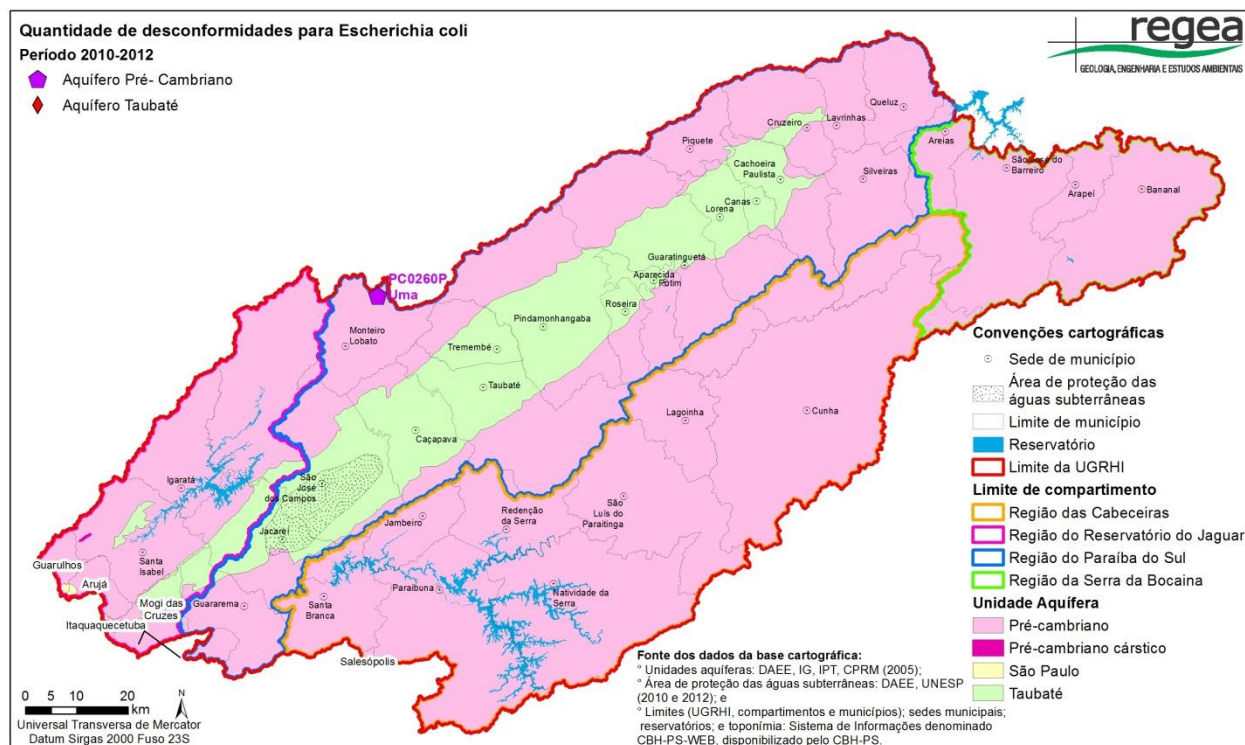 Quantidade de desconformidades para Escherichia coli
Período 2010-2012
Aquífero Pré- Cambriano
Aquífero Taubaté
regea
GEOLOGIA, ENGENHARIA E ESTUDOS AMBIENTAIS
Queluz
Lavrinhas
Cruzeiro
Piquete
Areias
São José do
Barreiro
Cachoeira
Paulista
Silveiras
Arapeí
Bananal
Canas
Lorena
Guaratinguetá
Aparecida
Potim
PC0260P
Uma
Roseira
Pindamonhangaba
Monteiro
Lobato
Tremembé
Taubaté
Lagoinha
Cunha
Caçapava
São
José
dos Campos
Igaratá
Jacareí
Jambeiro
Redenção
da Serra
São
Luís do
Paraitinga
Santa
Isabel
Guarulhos
Arujá
Mogi das
Cruzes
Itaquaquecetuba
Guararema
Santa
Branca
Paraibuna
Natividade da
Serra
Salesópolis
Convenções cartográficas
Sede de município
Área de proteção das
águas subterrâneas
Limite de município
Reservatório
Limite da UGRHI
Limite de compartimento
Região das Cabeceiras
Região do Reservatório do Jaguar
Região do Paraíba do Sul
Região da Serra da Bocaina
Unidade Aquífera
Pré-cambriano
Pré-cambriano cárstico
São Paulo
Taubaté
Fonte dos dados da base cartográfica:
° Unidades aquíferas: DAEE, IG, IPT, CPRM (2005);
° Área de proteção das águas subterrâneas: DAEE, UNESP
(2010 e 2012); e
° Limites (UGRHI, compartimentos e municípios); sedes municipais;
reservatórios; e toponímia: Sistema de Informações denominado
CBH-PS-WEB, disponibilizado pelo CBH-PS.
0 5 10 20
km
N
Universal Transversa de Mercator
Datum Sirgas 2000 Fuso 23S